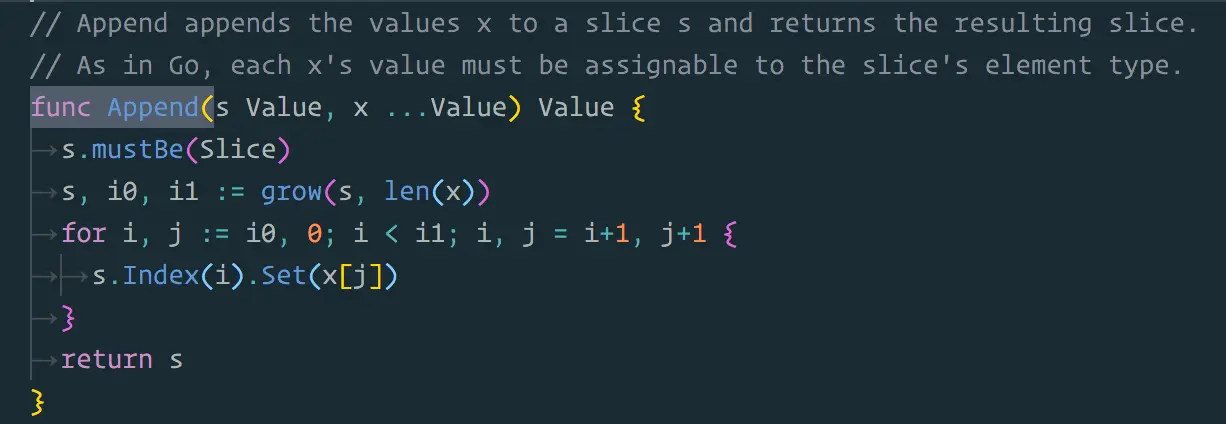 // Append appends the values x to a slice s and returns the resulting slice.
// As in Go, each x's value must be assignable to the slice's element type.
func Append(s Value, x ...Value) Value {
s.mustBe(Slice)
s, i0, i1 := grow(s, len(x))
for i, j := i0, 0; i < i1; i, j = i+1, j+1 {
s.Index(i).Set(x[j])
}
return s
}